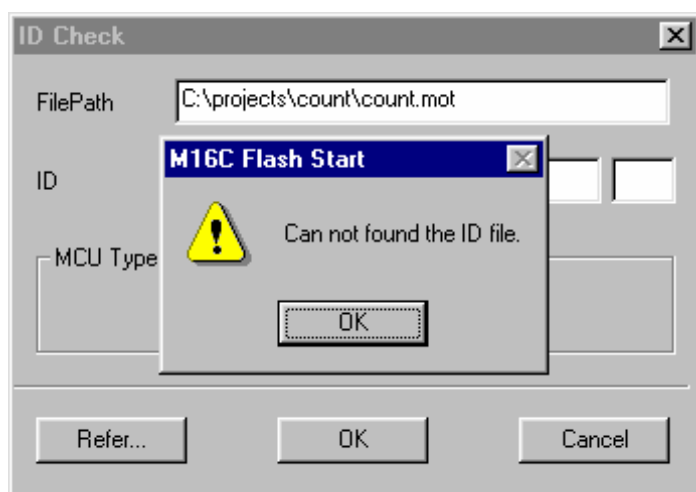 ID Check
FilePath
C:\projects\count\count.mot
M16C Flash Start
ID
Can not found the ID file.
MCU Type
OK
Refer...
OK
Cancel